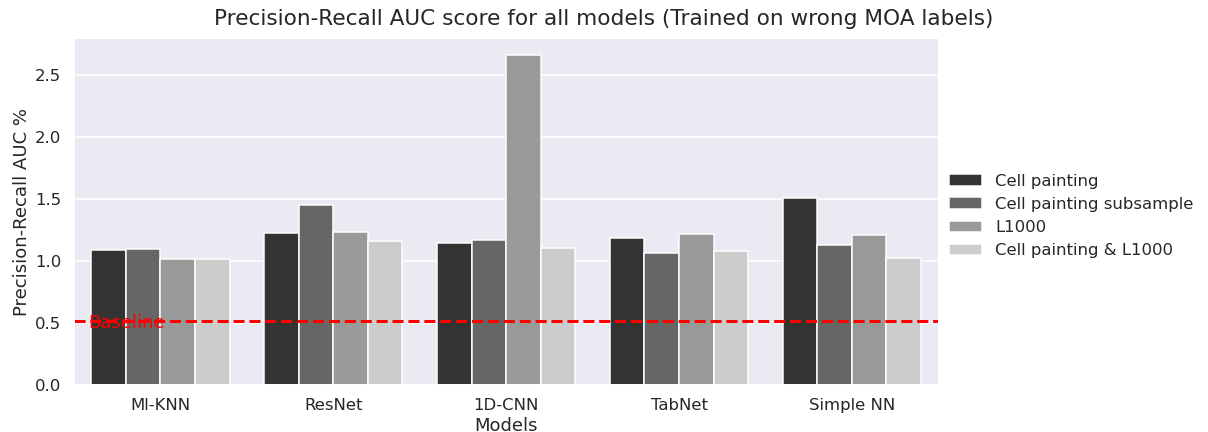 Precision-Recall AUC score for all models (Trained on wrong MOA labels)
Precision-Recall AUC %
2.5
2.0
1.5
1.0
0.5
0.0
Baseline
Ml-KNN
ResNet
1D-CNN
TabNet
Simple NN
Models
Cell painting
Cell painting subsample
L1000
Cell painting & L1000